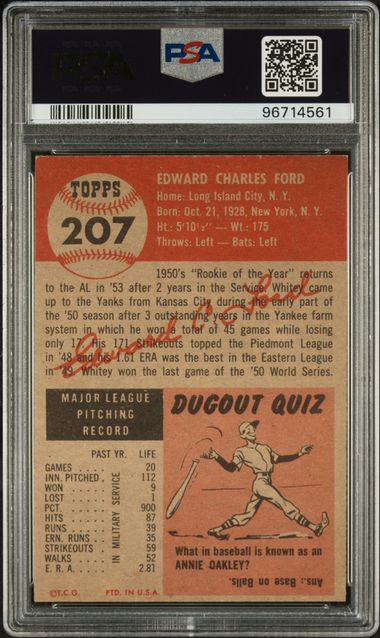 PSA
PSA
96714561
TOPPS
207
EDWARD CHARLES FORD
Home: Long Island City, N. Y.
Born: Oct. 21, 1928, New York, N. Y.
Ht.: 5'10½" — Wt.: 175
Throws: Left — Bats: Left
1950's "Rookie of the Year" returns
to the AL in '53 after 2 years in the Service. Whitey came
up to the Yanks from Kansas City during the early part of
the '50 season after 3 outstanding years in the Yankee farm
system in which he won a total of 45 games while losing
only 17. His 171 strikeouts topped the Piedmont League
in '48 and his 1.61 ERA was the best in the Eastern League
in '49. Whitey won the last game of the '50 World Series.
Edward Ford
MAJOR LEAGUE
PITCHING
RECORD
PAST YR. LIFE
GAMES 20
INN. PITCHED 112
WON 9
LOST 1
PCT. .900
HITS 87
RUNS 39
ERN. RUNS 35
STRIKEOUTS 59
WALKS 52
E. R. A. 2.81
IN MILITARY SERVICE
DUGOUT QUIZ
What in baseball is known as an
ANNIE OAKLEY?
Ans.: Base on Balls.
©T.C.G. PTD. IN U.S.A.